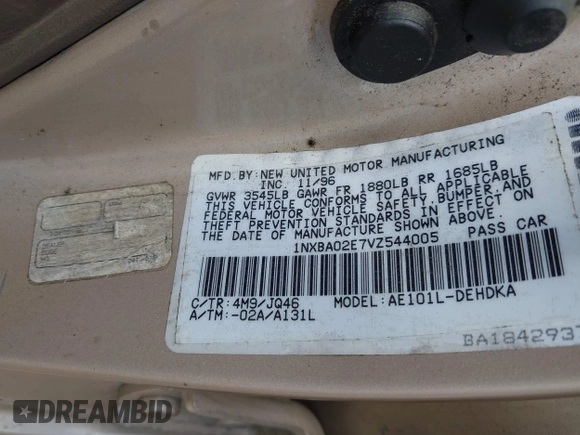 MFD.BY: NEW UNITED MOTOR MANUFACTURING
INC. 11/96
GVWR 3545LB GAWR FR 1880LB RR 1685LB
THIS VEHICLE CONFORMS TO ALL APPLICABLE
FEDERAL MOTOR VEHICLE SAFETY,BUMPER,AND
THEFT PREVENTION STANDARDS IN EFFECT ON
THE DATE OF MANUFACTURE SHOWN ABOVE.
1NXBA02E7VZ544005 PASS CAR
C/TR: 4M9/JQ46 MODEL: AE101L-DEHDKA
A/TM: -02A/A131L
BA184293
DREAMBID